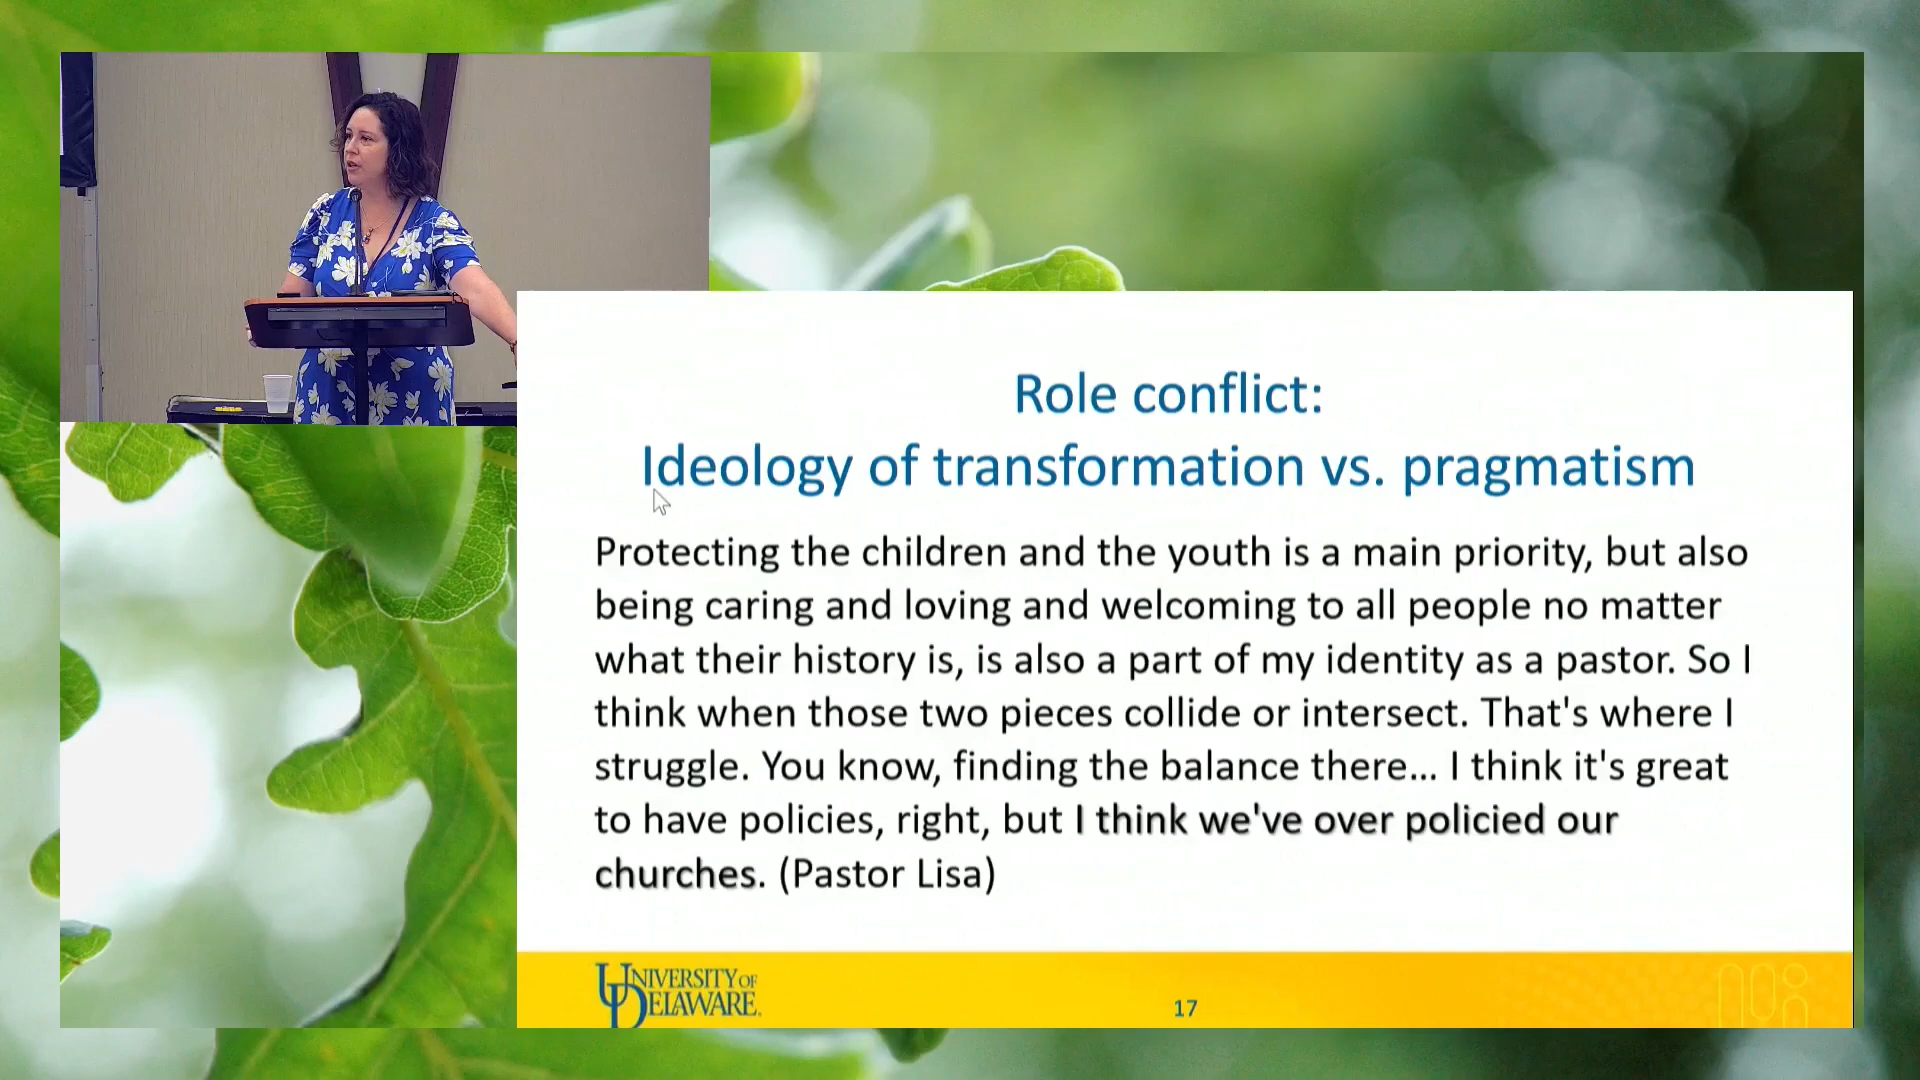 Role conflict:
Ideology of transformation vs. pragmatism
Protecting the children and the youth is a main priority, but also
being caring and loving and welcoming to all people no matter
what their history is, is also a part of my identity as a pastor. So I
think when those two pieces collide or intersect. That's where I
struggle. You know, finding the balance there... I think it's great
to have policies, right, but I think we've over policied our
churches. (Pastor Lisa)
UNIVERSITY OF
DELAWARE.
17